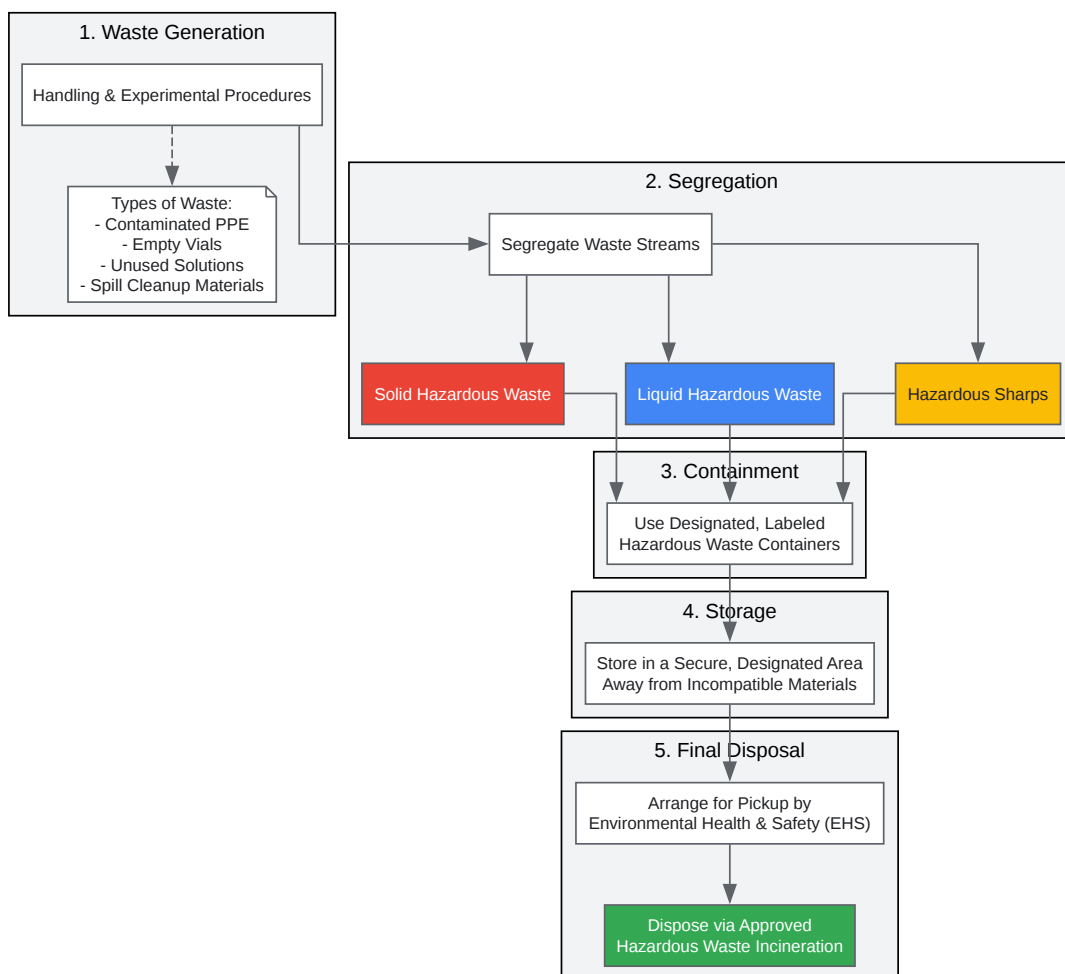 1. Waste Generation
Handling & Experimental Procedures
Types of Waste:
- Contaminated PPE
- Empty Vials
- Unused Solutions
- Spill Cleanup Materials
2. Segregation
Segregate Waste Streams
Solid Hazardous Waste
Liquid Hazardous Waste
Hazardous Sharps
3. Containment
Use Designated, Labeled
Hazardous Waste Containers
4. Storage
Store in a Secure, Designated Area
Away from Incompatible Materials
5. Final Disposal
Arrange for Pickup by
Environmental Health & Safety (EHS)
Dispose via Approved
Hazardous Waste Incineration